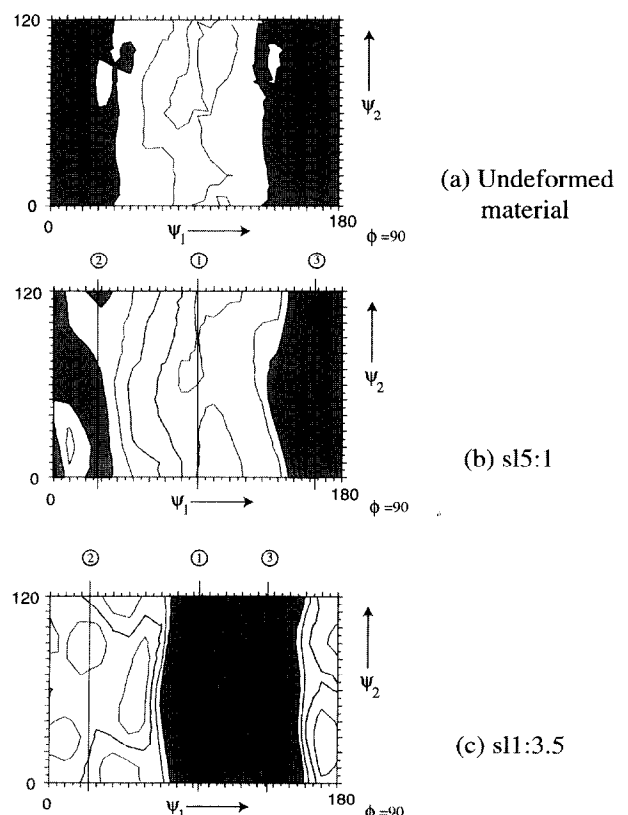 120
ψ2
(a) Undeformed
material
0
0
ψ1
180
ϕ =90
② ① ③
120
ψ2
(b) sl5:1
0
0
ψ1
180
ϕ =90
② ① ③
120
ψ2
(c) sl1:3.5
0
0
ψ1
180
ϕ =90